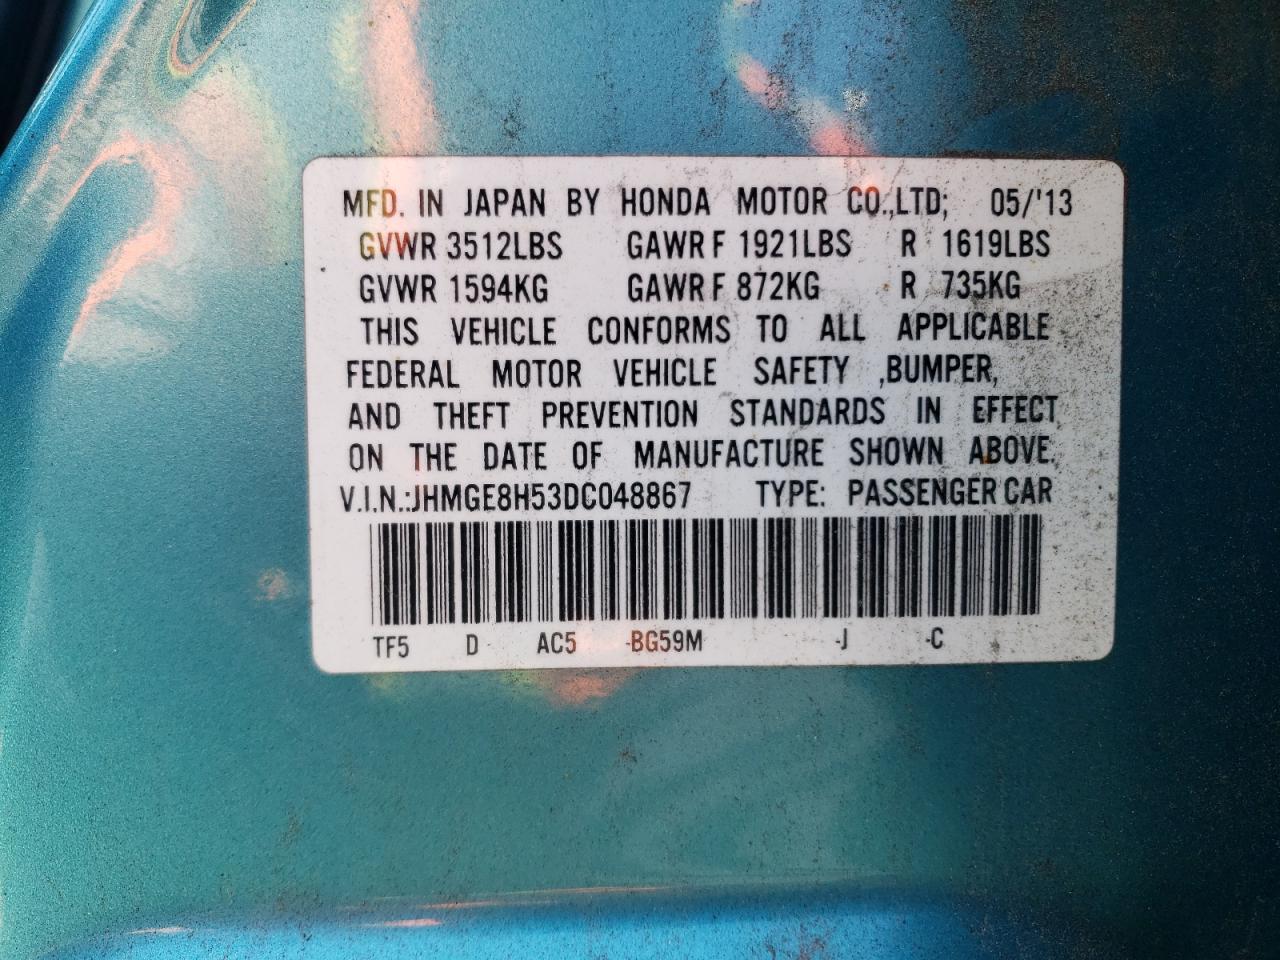 MFD. IN JAPAN BY HONDA MOTOR CO.,LTD; 05/'13
GVWR 3512LBS GAWR F 1921LBS R 1619LBS
GVWR 1594KG GAWR F 872KG R 735KG
THIS VEHICLE CONFORMS TO ALL APPLICABLE
FEDERAL MOTOR VEHICLE SAFETY ,BUMPER,
AND THEFT PREVENTION STANDARDS IN EFFECT
ON THE DATE OF MANUFACTURE SHOWN ABOVE.
V.I.N.:JHMGE8H53DC048867 TYPE: PASSENGER CAR
TF5 D AC5 -BG59M -J -C